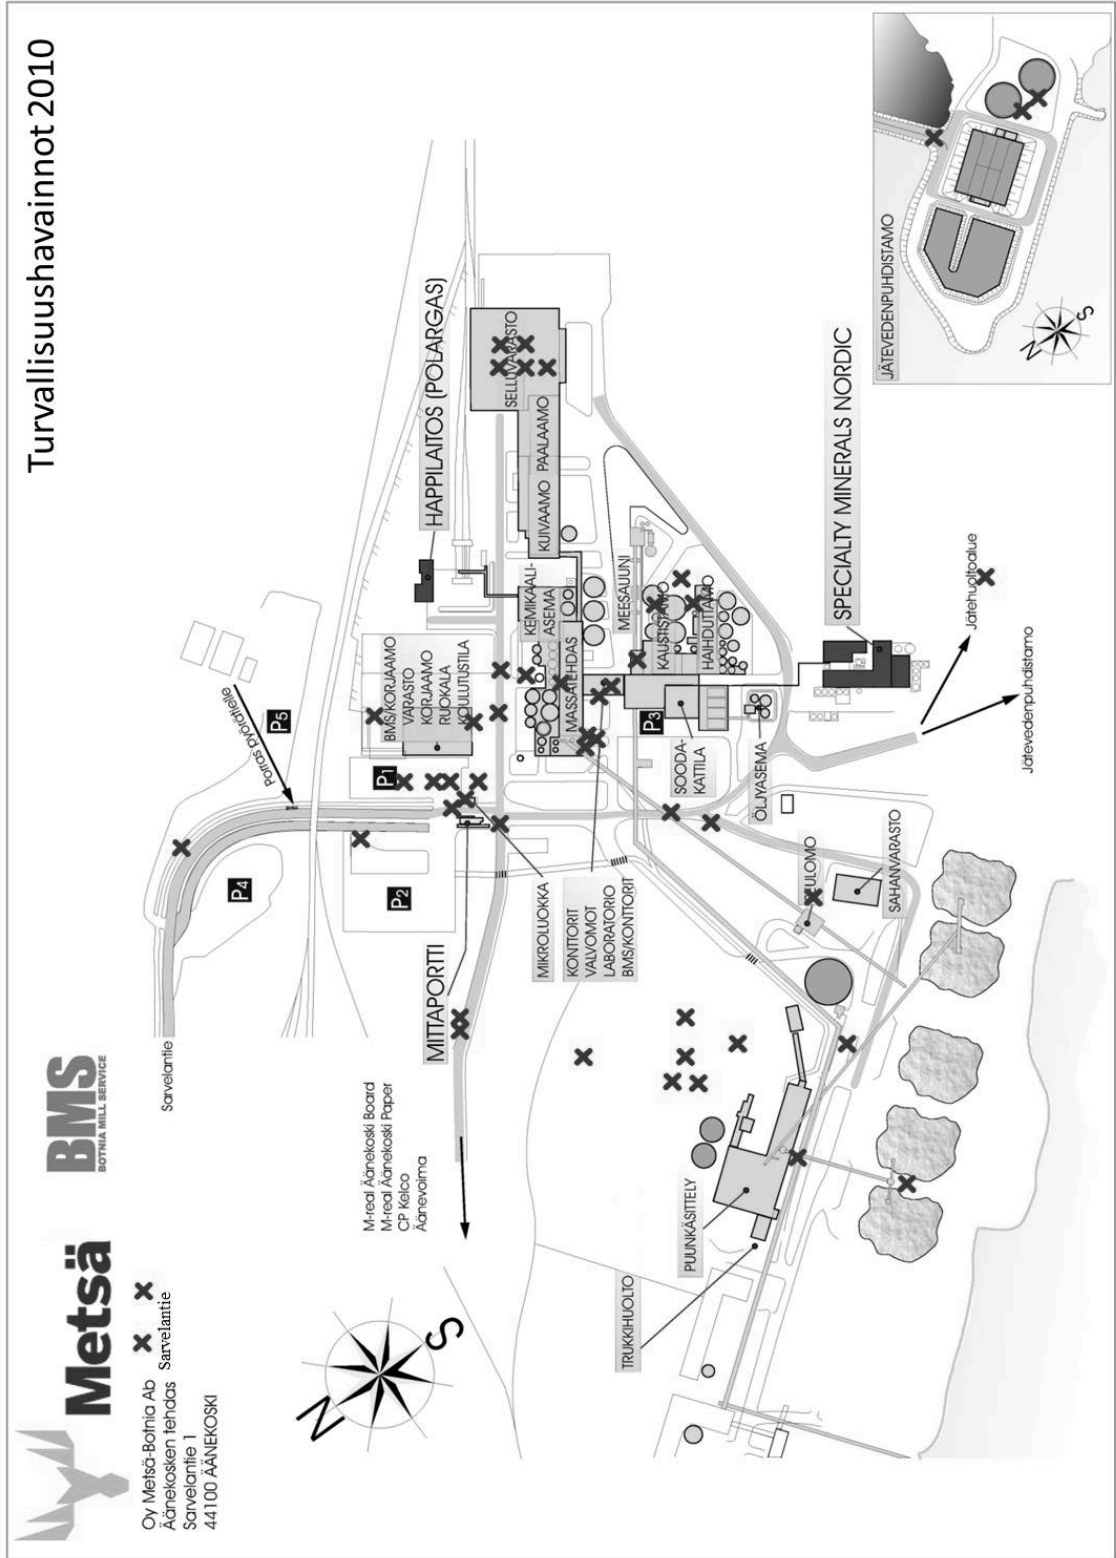 Turvallisuushavainnot 2010
Metsä
BMS
BOTNIA MILL SERVICE
Oy Metsä-Botnia Ab
Äänekosken tehdas
Sarvelantie 1
44100 ÄÄNEKOSKI
Sarvelantie
Sarvelantie
N
S
M-real Äänekoski Board
M-real Äänekoski Paper
CP Kelco
Äänevoima
MITTAPORTTI
P4
P2
P5
P1
Poiras pyörätielle
BMS/KORJAAMO
VARASTO
KORJAAMO
RUOKALA
KOULUTUSTILA
HAPPILAITOS (POLARGAS)
KEMIKAALI-
ASEMA
KUIVAAMO
PAALAAMO
SELLUVARASTO
MASSATEHDAS
MIKROLUOKKA
KONTTORIT
VALVOMOT
LABORATORIO
BMS/KONTTORIT
MEESAUUNI
KAUSTISTAMO
HAIHDUTTAMO
P3
SOODA-
KATTILA
ÖLJYASEMA
SPECIALTY MINERALS NORDIC
SAHANVARASTO
PUUNKÄSITTELY
TRUKKIHUOLTO
Jätehuoltoalue
Jätevedenpuhdistamo
JÄTEVEDENPUHDISTAMO
N
S